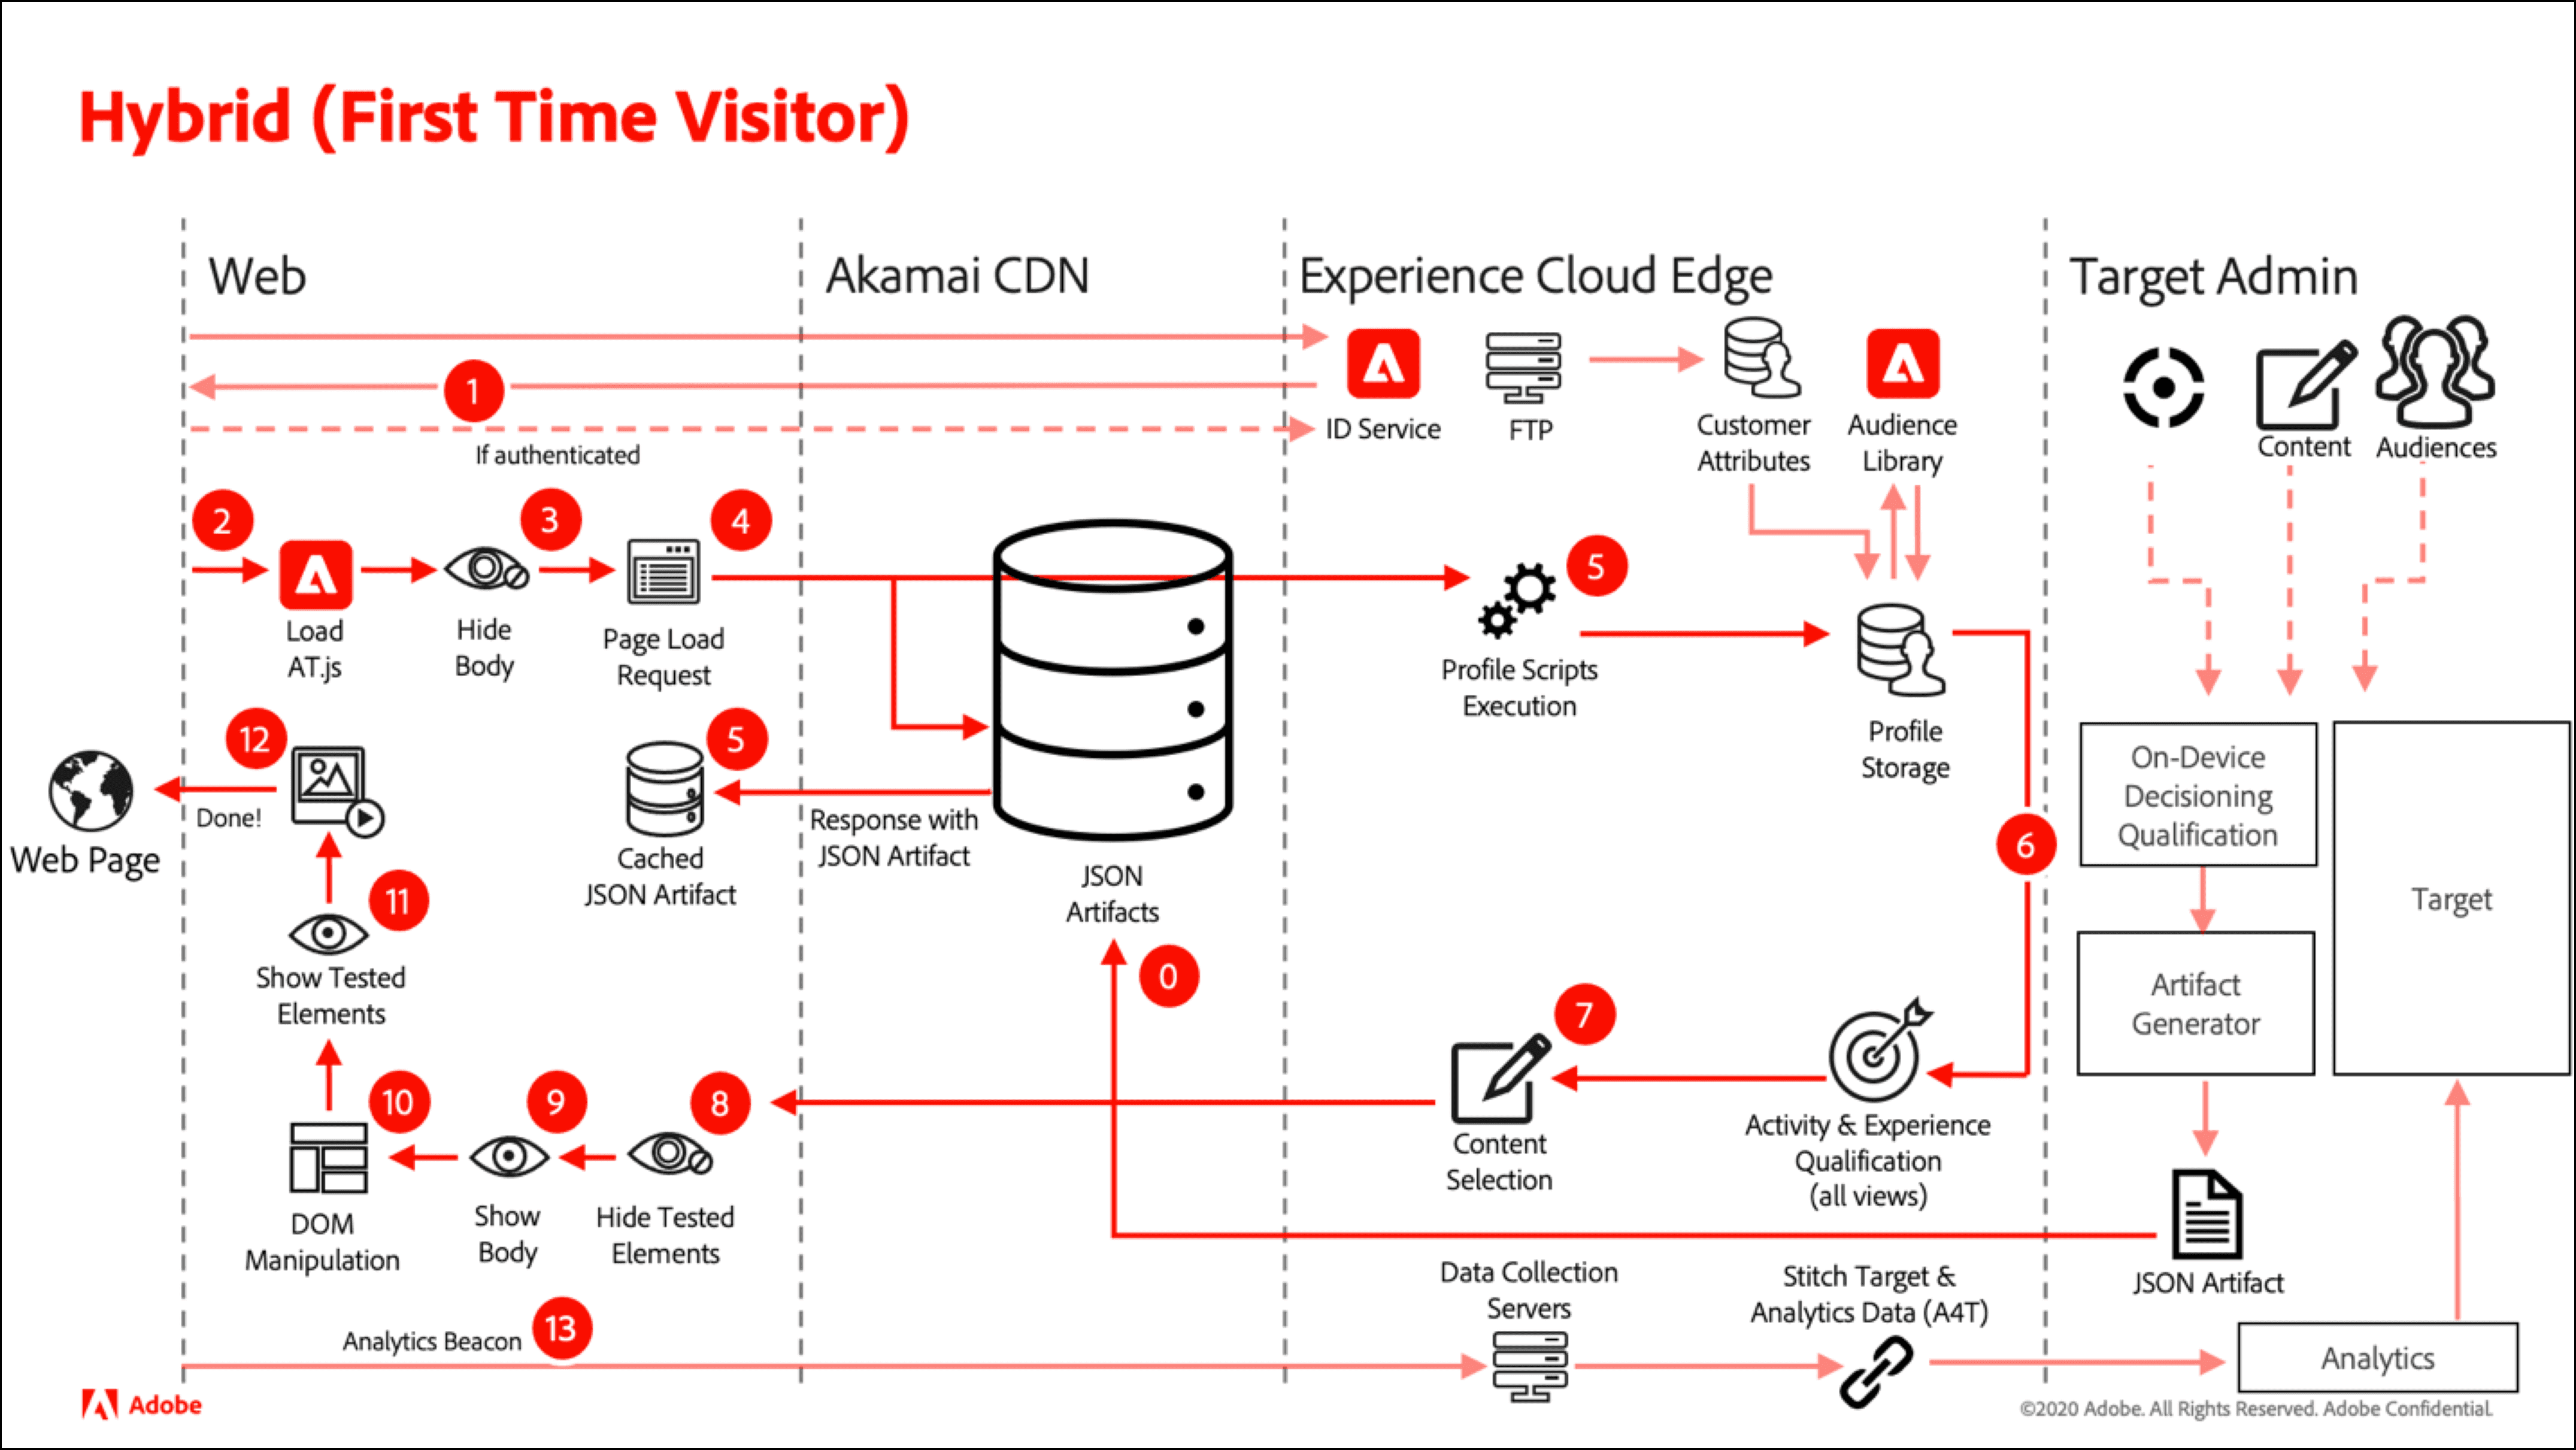 Hybrid (First Time Visitor)
Web
Akamai CDN
Experience Cloud Edge
Target Admin
1
If authenticated
ID Service
FTP
Customer
Attributes
Audience
Library
Content
Audiences
2
3
4
5
Load
AT.js
Hide
Body
Page Load
Request
Profile Scripts
Execution
Profile
Storage
12
5
Web Page
Done!
Cached
JSON Artifact
Response with
JSON Artifact
JSON
Artifacts
6
On-Device
Decisioning
Qualification
Target
11
Show Tested
Elements
0
7
Artifact
Generator
10
9
8
DOM
Manipulation
Show
Body
Hide Tested
Elements
Content
Selection
Activity & Experience
Qualification
(all views)
JSON Artifact
Analytics Beacon
13
Data Collection
Servers
Stitch Target &
Analytics Data (A4T)
Analytics
Adobe
©2020 Adobe. All Rights Reserved. Adobe Confidential.